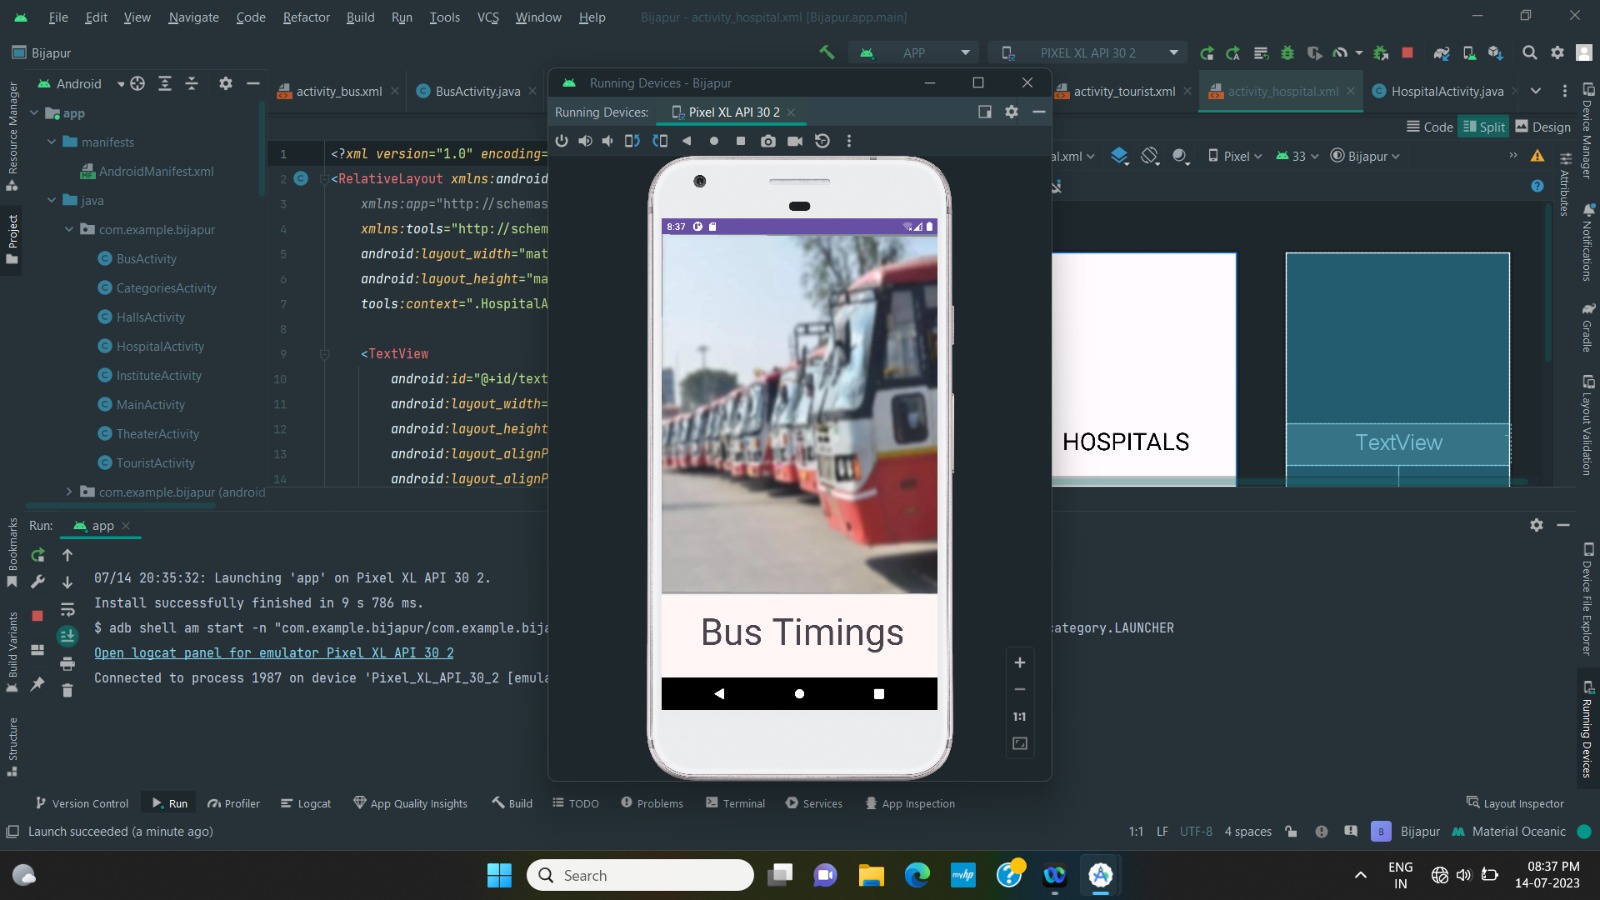 File Edit View Navigate Code Refactor Build Run Tools VCS Window Help Bijapur - activity_hospital.xml [Bijapur.app.main]
Bijapur APP PIXEL XL API 30 2
Android activity_bus.xml BusActivity.java activity_tourist.xml activity_hospital.xml HospitalActivity.java
Running Devices - Bijapur
Running Devices: Pixel XL API 30 2
Code Split Design
al.xml Pixel 33 Bijapur
app
manifests
AndroidManifest.xml
java
com.example.bijapur
BusActivity
CategoriesActivity
HallsActivity
HospitalActivity
InstituteActivity
MainActivity
TheaterActivity
TouristActivity
com.example.bijapur (android
1 <?xml version="1.0" encoding=
2 <RelativeLayout xmlns:android
3 xmlns:app="http://schemas
4 xmlns:tools="http://schem
5 android:layout_width="mat
6 android:layout_height="ma
7 tools:context=".HospitalA
8
9 <TextView
10 android:id="@+id/text
11 android:layout_width=
12 android:layout_height
13 android:layout_alignP
14 android:layout_alignP
8:37
Bus Timings
1:1
HOSPITALS
TextView
Resource Manager
Project
Bookmarks
Build Variants
Structure
Device Manager
Attributes
Notifications
Gradle
Layout Validation
Device File Explorer
Running Devices
Run: app
07/14 20:35:32: Launching 'app' on Pixel XL API 30 2.
Install successfully finished in 9 s 786 ms.
$ adb shell am start -n "com.example.bijapur/com.example.bija ategory.LAUNCHER
Open logcat panel for emulator Pixel XL API 30 2
Connected to process 1987 on device 'Pixel_XL_API_30_2 [emula
Version Control Run Profiler Logcat App Quality Insights Build TODO Problems Terminal Services App Inspection Layout Inspector
Launch succeeded (a minute ago) 1:1 LF UTF-8 4 spaces B Bijapur Material Oceanic
Search myhp ENG IN 08:37 PM
14-07-2023